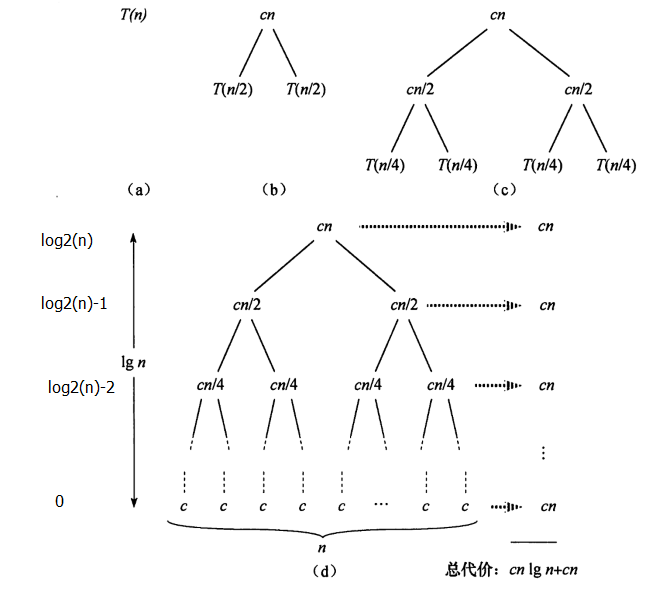 T(n) cn cn
T(n/2) T(n/2) cn/2 cn/2
T(n/4) T(n/4) T(n/4) T(n/4)
(a) (b) (c)
log2(n) cn cn
log2(n)-1 cn/2 cn/2 cn
lg n
log2(n)-2 cn/4 cn/4 cn/4 cn/4 cn
⋮
0 c c c c c ··· c c cn
n
(d) 总代价：cn lg n+cn